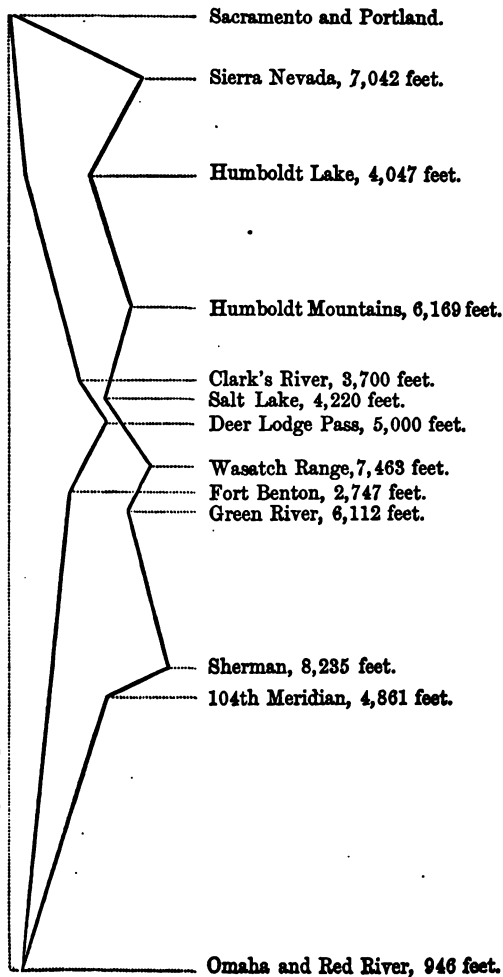 Sacramento and Portland.
Sierra Nevada, 7,042 feet.
Humboldt Lake, 4,047 feet.
Humboldt Mountains, 6,169 feet.
Clark's River, 3,700 feet.
Salt Lake, 4,220 feet.
Deer Lodge Pass, 5,000 feet.
Wasatch Range, 7,463 feet.
Fort Benton, 2,747 feet.
Green River, 6,112 feet.
Sherman, 8,235 feet.
104th Meridian, 4,861 feet.
Omaha and Red River, 946 feet.